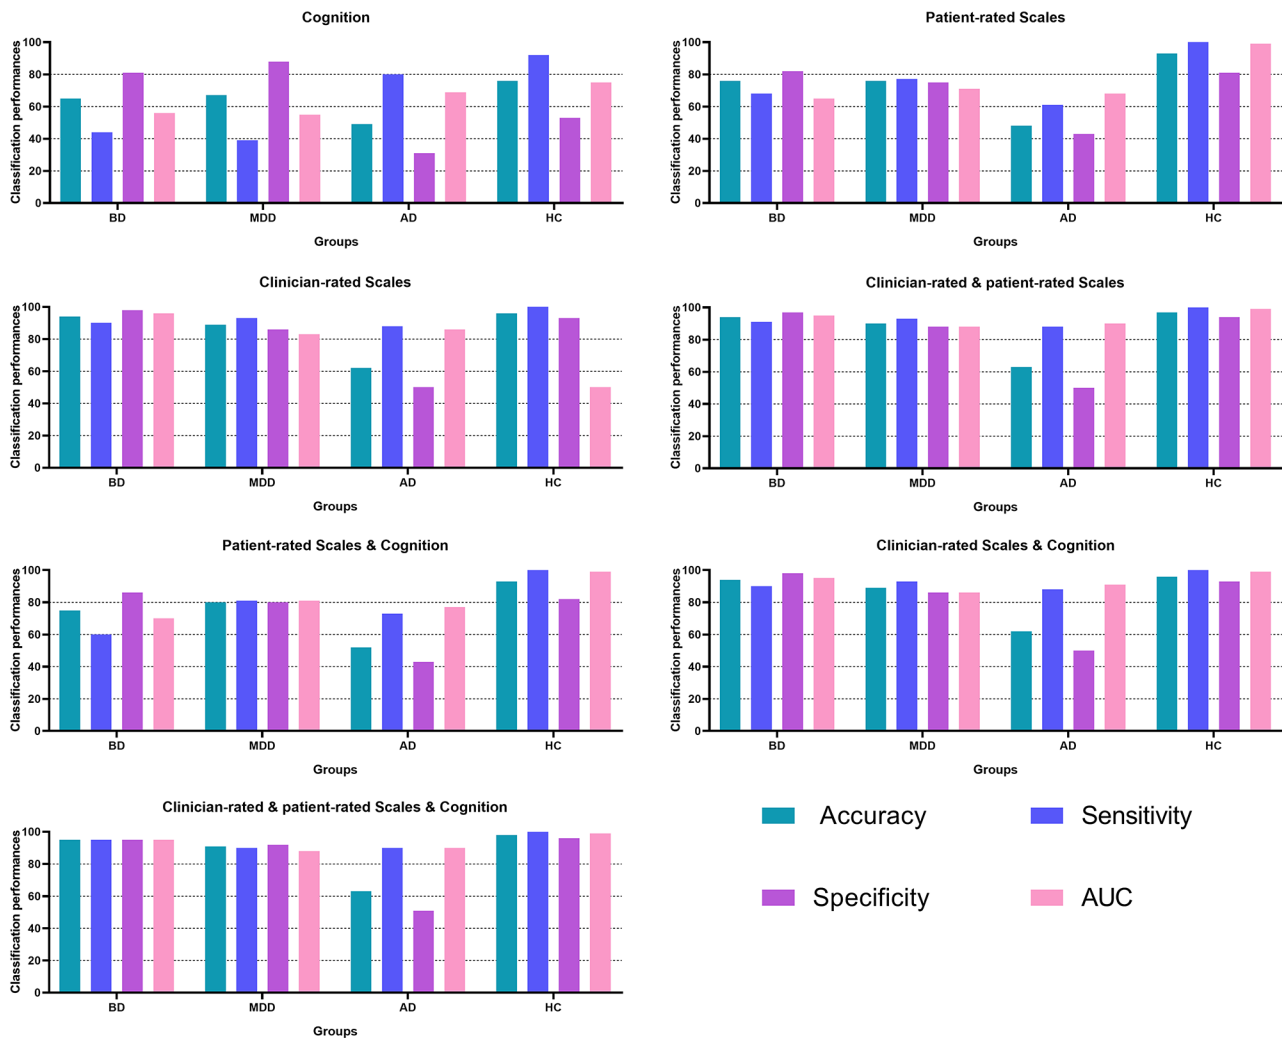 Cognition
Classification performances
100
80
60
40
20
0
BD MDD AD HC
Groups
Patient-rated Scales
Classification performances
100
80
60
40
20
0
BD MDD AD HC
Groups
Clinician-rated Scales
Classification performances
100
80
60
40
20
0
BD MDD AD HC
Groups
Clinician-rated & patient-rated Scales
Classification performances
100
80
60
40
20
0
BD MDD AD HC
Groups
Patient-rated Scales & Cognition
Classification performances
100
80
60
40
20
0
BD MDD AD HC
Groups
Clinician-rated Scales & Cognition
Classification performances
100
80
60
40
20
0
BD MDD AD HC
Groups
Clinician-rated & patient-rated Scales & Cognition
Classification performances
100
80
60
40
20
0
BD MDD AD HC
Groups
Accuracy Sensitivity
Specificity AUC